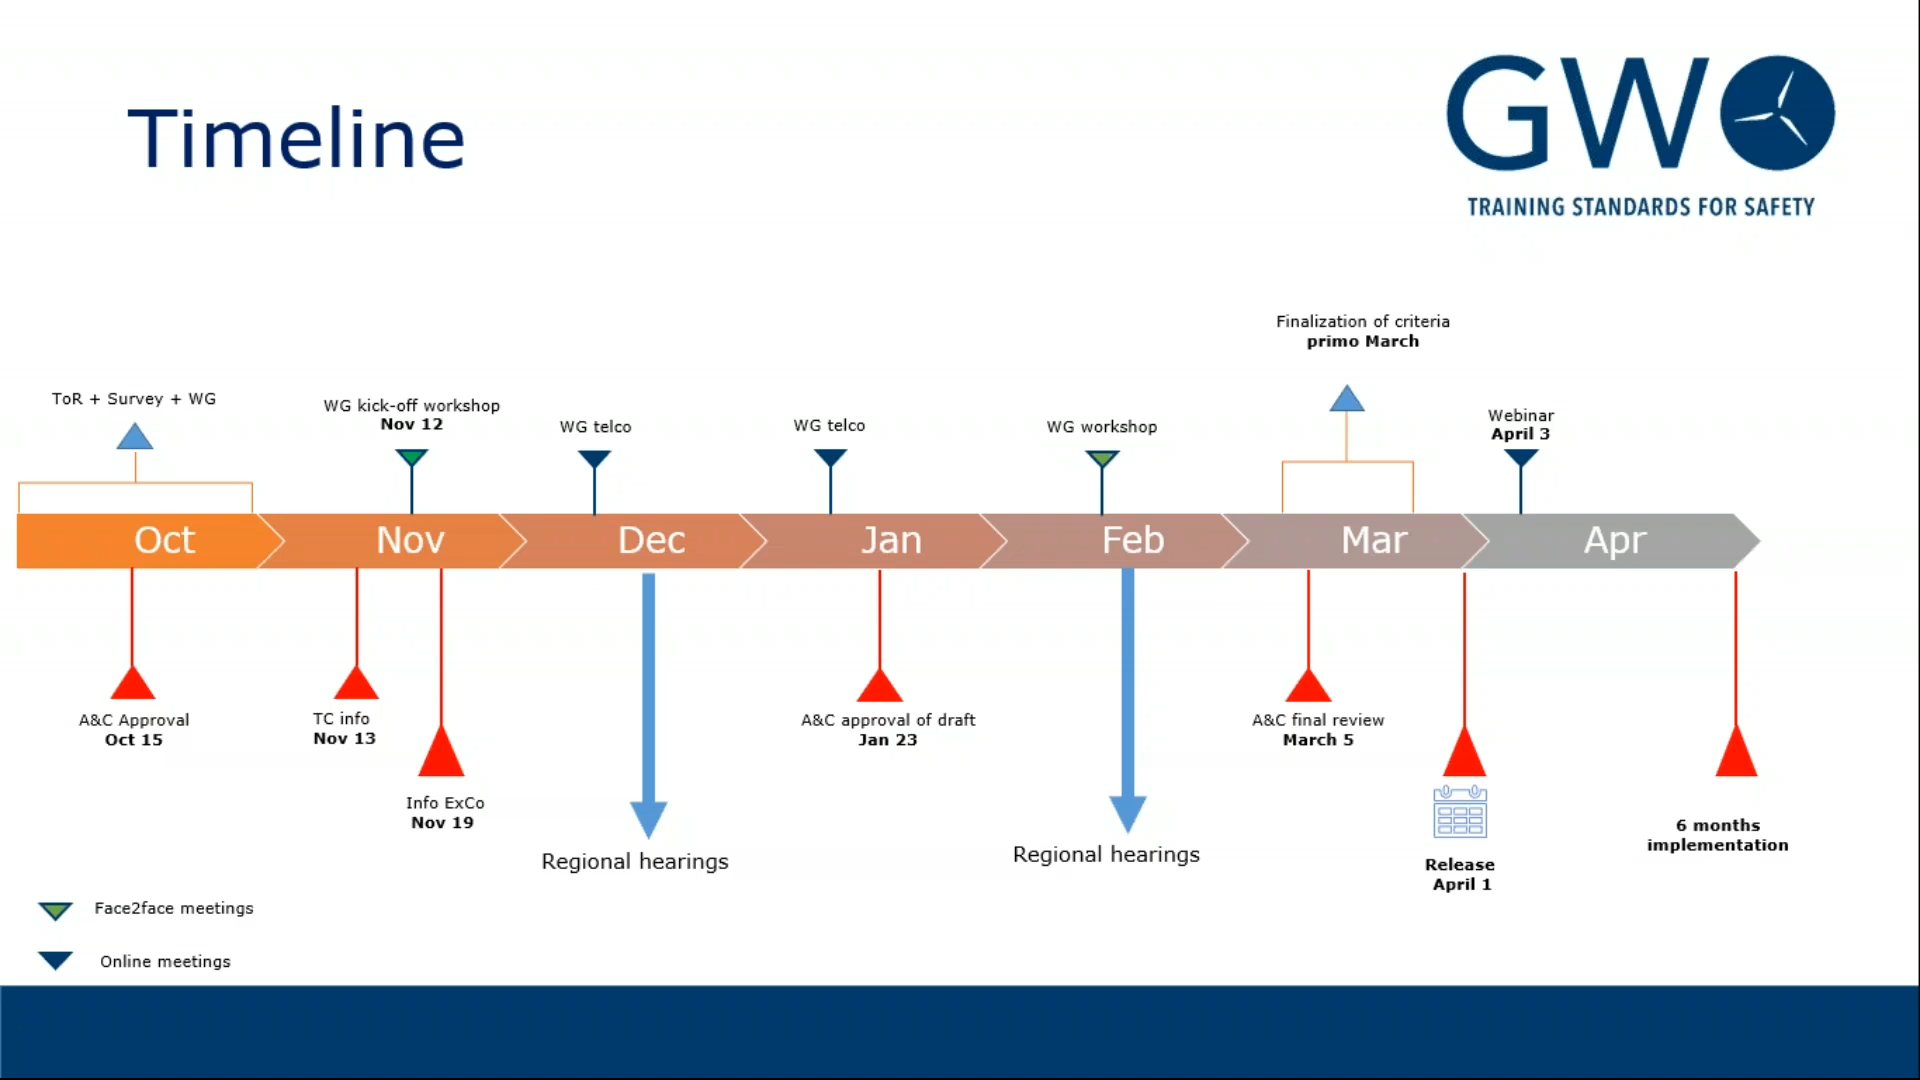 Timeline
GWO
TRAINING STANDARDS FOR SAFETY
Finalization of criteria
primo March
ToR + Survey + WG
WG kick-off workshop
Nov 12
WG telco
WG telco
WG workshop
Webinar
April 3
Oct
Nov
Dec
Jan
Feb
Mar
Apr
A&C Approval
Oct 15
TC info
Nov 13
Info ExCo
Nov 19
Regional hearings
A&C approval of draft
Jan 23
Regional hearings
A&C final review
March 5
Release
April 1
6 months
implementation
Face2face meetings
Online meetings